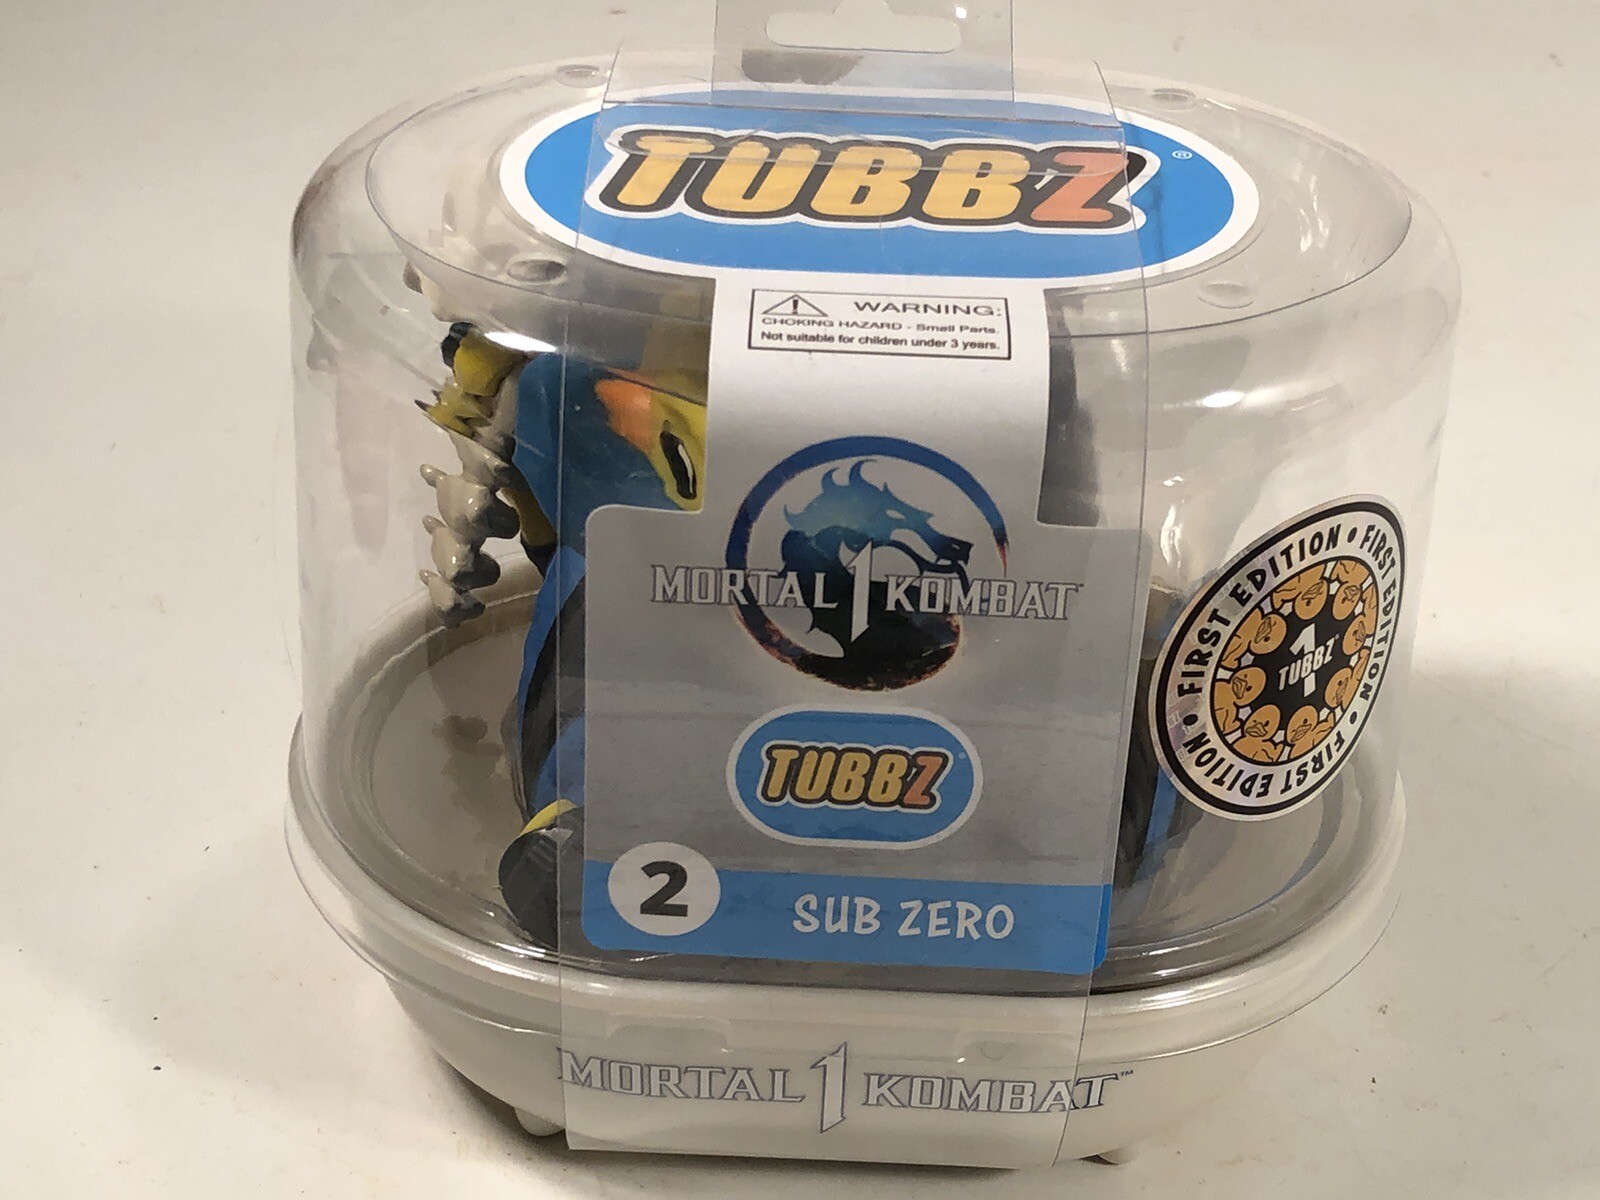 TUBBZ®
WARNING:
CHOKING HAZARD - Small Parts.
Not suitable for children under 3 years.
MORTAL 1 KOMBAT
TUBBZ
2 SUB ZERO
FIRST EDITION • FIRST EDITION • FIRST EDITION •
1
TUBBZ
MORTAL 1 KOMBAT™